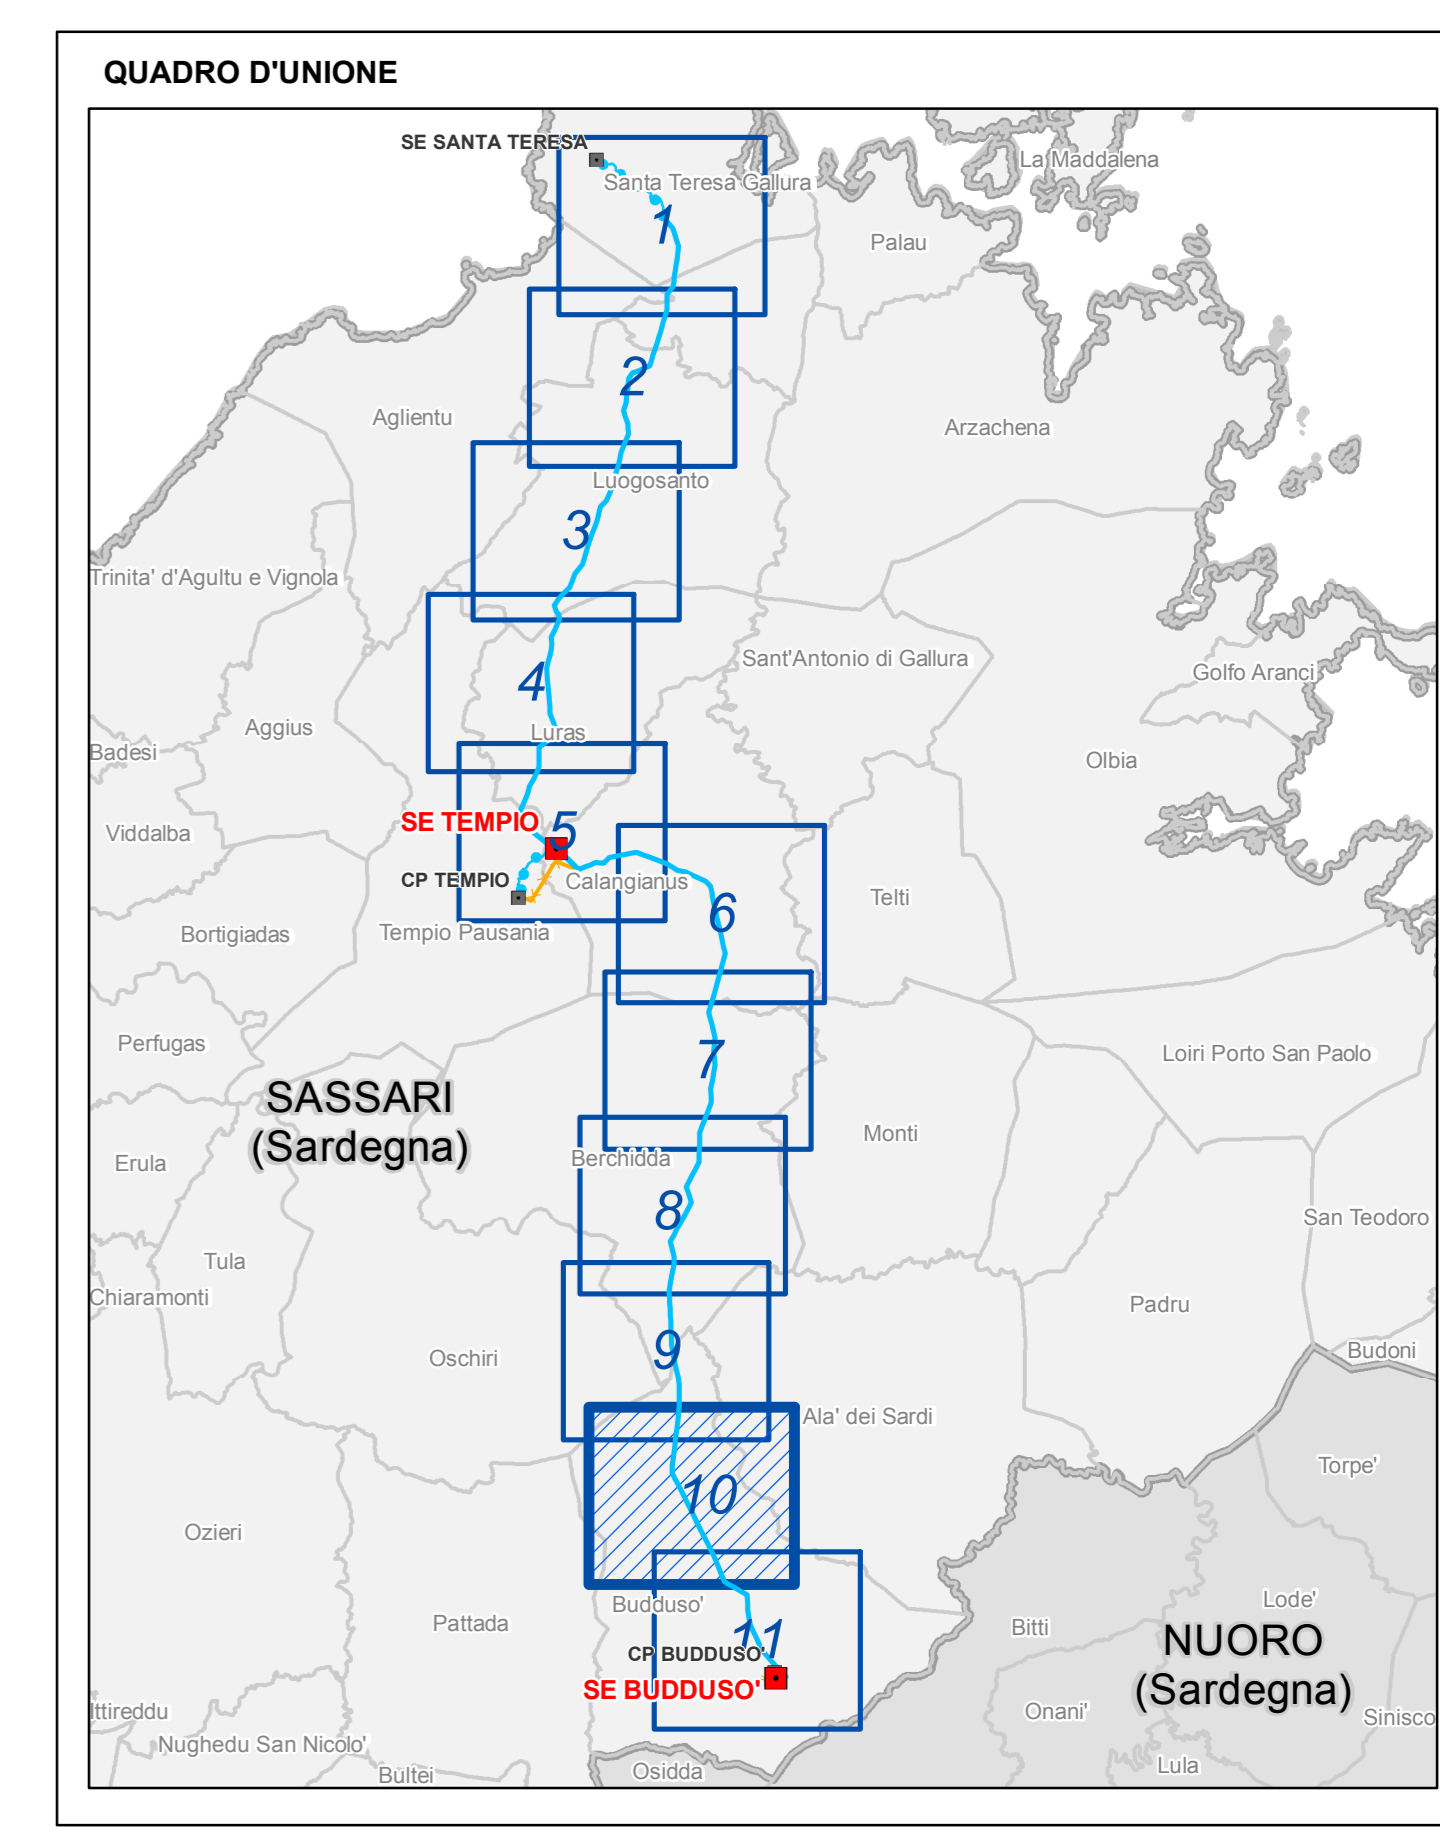 QUADRO D'UNIONE
SE SANTA TERESA
La Maddalena
Santa Teresa Gallura
1
Palau
2
Aglientu
Arzachena
Luogosanto
3
Trinita' d'Agultu e Vignola
Sant'Antonio di Gallura
Golfo Aranci
4
Aggius
Luras
Badesi
Olbia
SE TEMPIO
5
Viddalba
CP TEMPIO
Calangianus
Telti
6
Tempio Pausania
Bortigiadas
Perfugas
7
Loiri Porto San Paolo
SASSARI
(Sardegna)
Monti
Erula
Berchidda
8
San Teodoro
Tula
Chiaramonti
Padru
9
Oschiri
Budoni
Ala' dei Sardi
Torpe'
10
Ozieri
Lode'
Budduso'
Pattada
Bitti
11
NUORO
(Sardegna)
CP BUDDUSO'
SE BUDDUSO'
Ittireddu
Onani'
Sinisco
Nughedu San Nicolo'
Lula
Osidda
Bultei